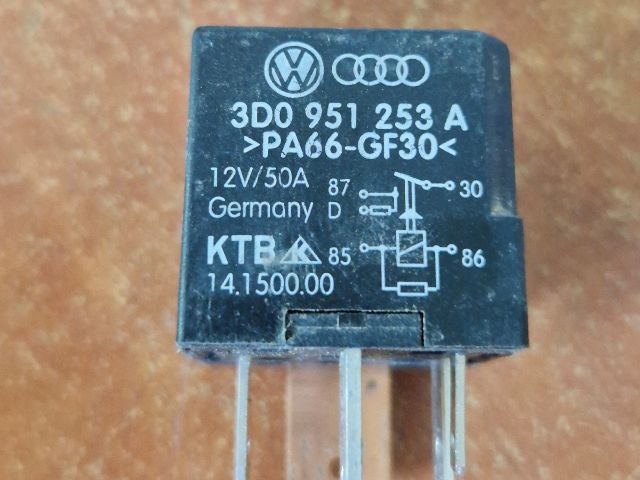 3D0 951 253 A
>PA66-GF30<
12V/50A 87 30
Germany D
KTB K 85 86
14.1500.00